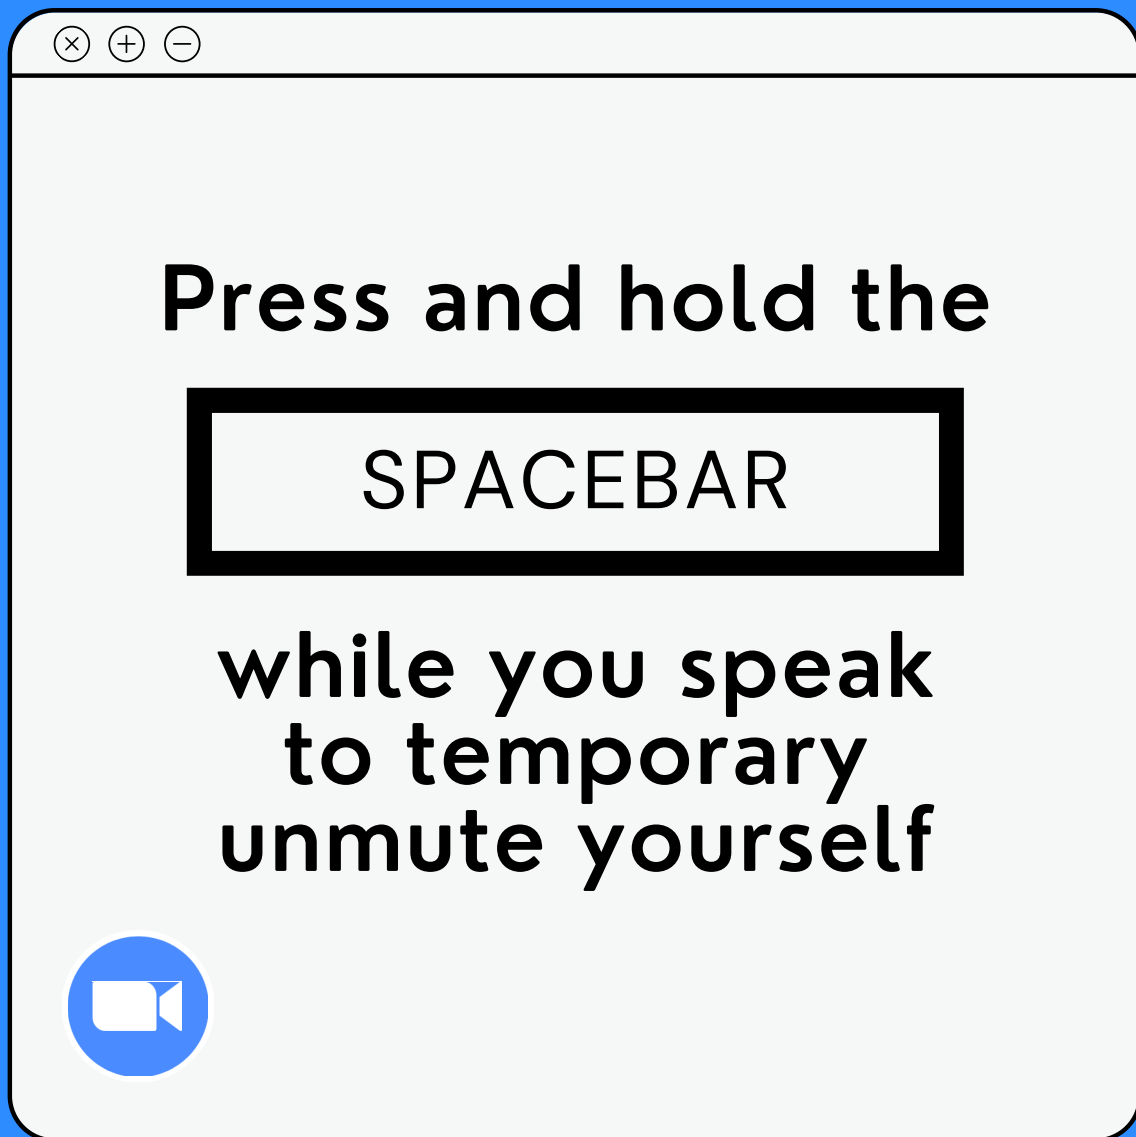 Press and hold the
SPACEBAR
while you speak
to temporary
unmute yourself